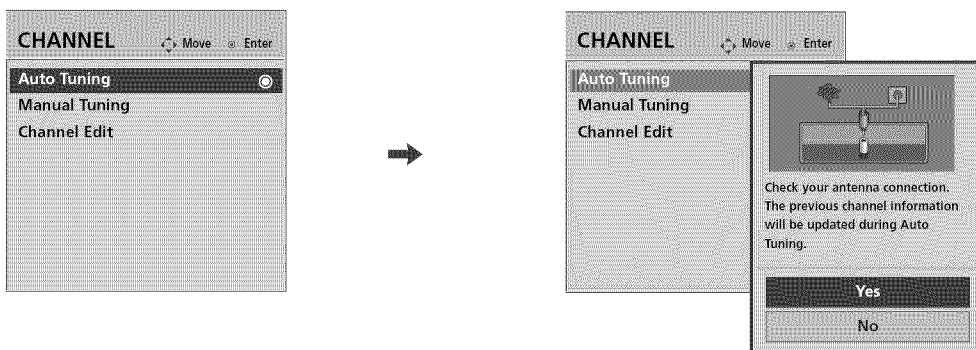 CHANNEL Move Enter
Auto Tuning
Manual Tuning
Channel Edit
CHANNEL Move Enter
Auto Tuning
Manual Tuning
Channel Edit
Check your antenna connection.
The previous channel information
will be updated during Auto
Tuning.
Yes
No